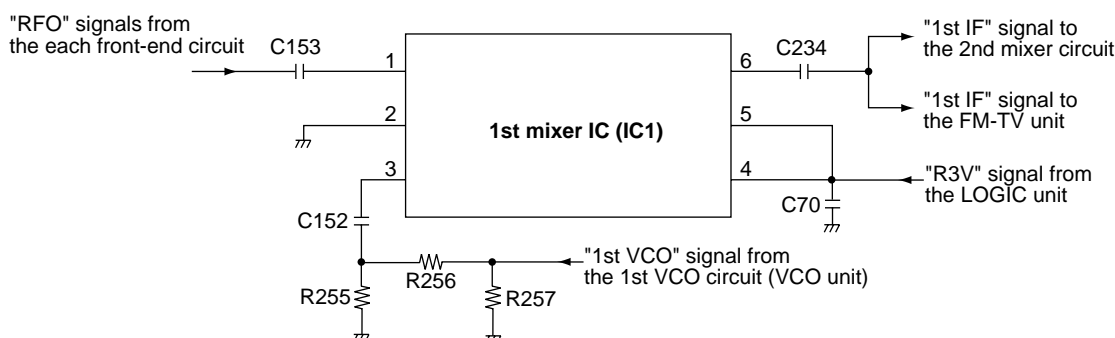 "RFO" signals from
the each front-end circuit
C153
1
2
3
1st mixer IC (IC1)
6
5
4
C234
"1st IF" signal to
the 2nd mixer circuit
"1st IF" signal to
the FM-TV unit
"R3V" signal from
the LOGIC unit
C70
C152
R255
R256
R257
"1st VCO" signal from
the 1st VCO circuit (VCO unit)